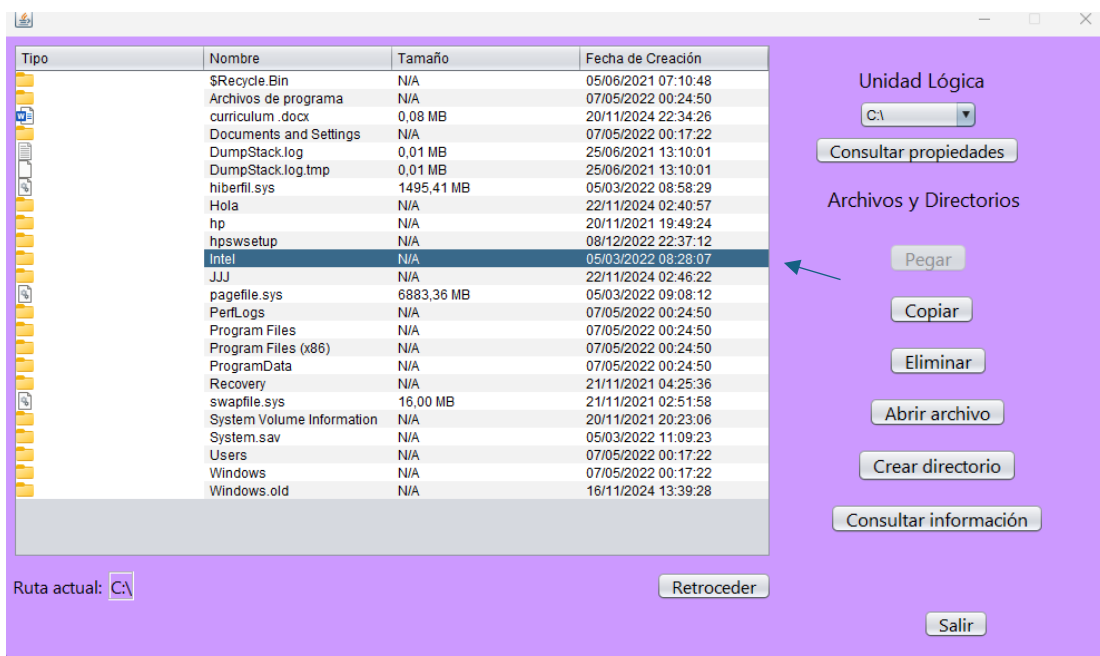 Tipo Nombre Tamaño Fecha de Creación
$Recycle.Bin N/A 05/06/2021 07:10:48
Archivos de programa N/A 07/05/2022 00:24:50
curriculum .docx 0,08 MB 20/11/2024 22:34:26
Documents and Settings N/A 07/05/2022 00:17:22
DumpStack.log 0,01 MB 25/06/2021 13:10:01
DumpStack.log.tmp 0,01 MB 25/06/2021 13:10:01
hiberfil.sys 1495,41 MB 05/03/2022 08:58:29
Hola N/A 22/11/2024 02:40:57
hp N/A 20/11/2021 19:49:24
hpswsetup N/A 08/12/2022 22:37:12
Intel N/A 05/03/2022 08:28:07
JJJ N/A 22/11/2024 02:46:22
pagefile.sys 6883,36 MB 05/03/2022 09:08:12
PerfLogs N/A 07/05/2022 00:24:50
Program Files N/A 07/05/2022 00:24:50
Program Files (x86) N/A 07/05/2022 00:24:50
ProgramData N/A 07/05/2022 00:24:50
Recovery N/A 21/11/2021 04:25:36
swapfile.sys 16,00 MB 21/11/2021 02:51:58
System Volume Information N/A 20/11/2021 20:23:06
System.sav N/A 05/03/2022 11:09:23
Users N/A 07/05/2022 00:17:22
Windows N/A 07/05/2022 00:17:22
Windows.old N/A 16/11/2024 13:39:28
Ruta actual: C:\
Retroceder
Unidad Lógica
C:\
Consultar propiedades
Archivos y Directorios
Pegar
Copiar
Eliminar
Abrir archivo
Crear directorio
Consultar información
Salir